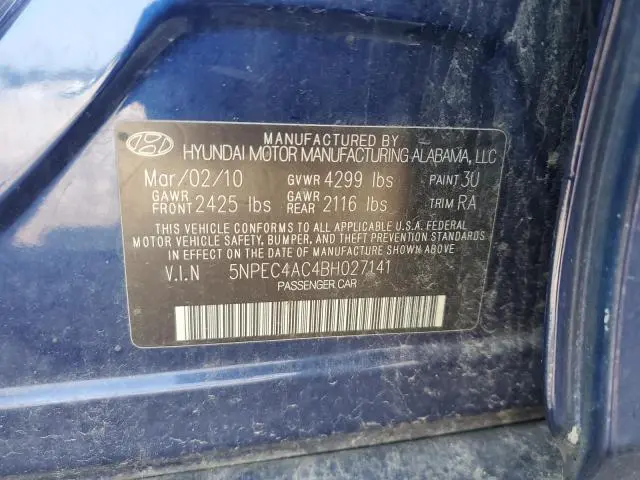 MANUFACTURED BY
HYUNDAI MOTOR MANUFACTURING ALABAMA, LLC
Mar/02/10 GVWR 4299 lbs PAINT 3U
GAWR FRONT 2425 lbs GAWR REAR 2116 lbs TRIM RA
THIS VEHICLE CONFORMS TO ALL APPLICABLE U.S.A. FEDERAL
MOTOR VEHICLE SAFETY, BUMPER, AND THEFT PREVENTION STANDARDS
IN EFFECT ON THE DATE OF MANUFACTURE SHOWN ABOVE
V.I.N 5NPEC4AC4BH027141
PASSENGER CAR